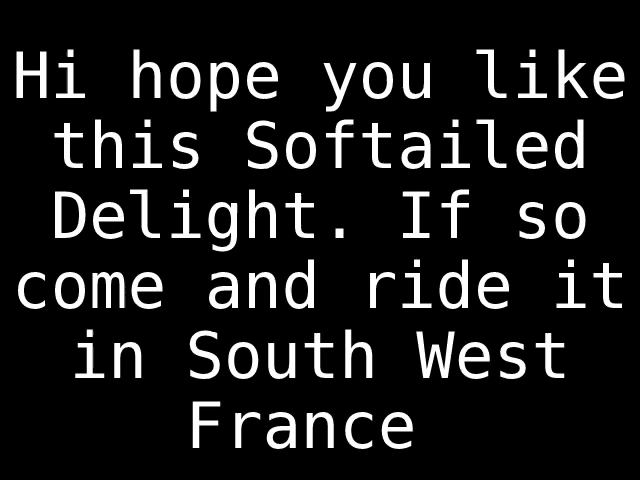 Hi hope you like
this Softailed
Delight. If so
come and ride it
in South West
France